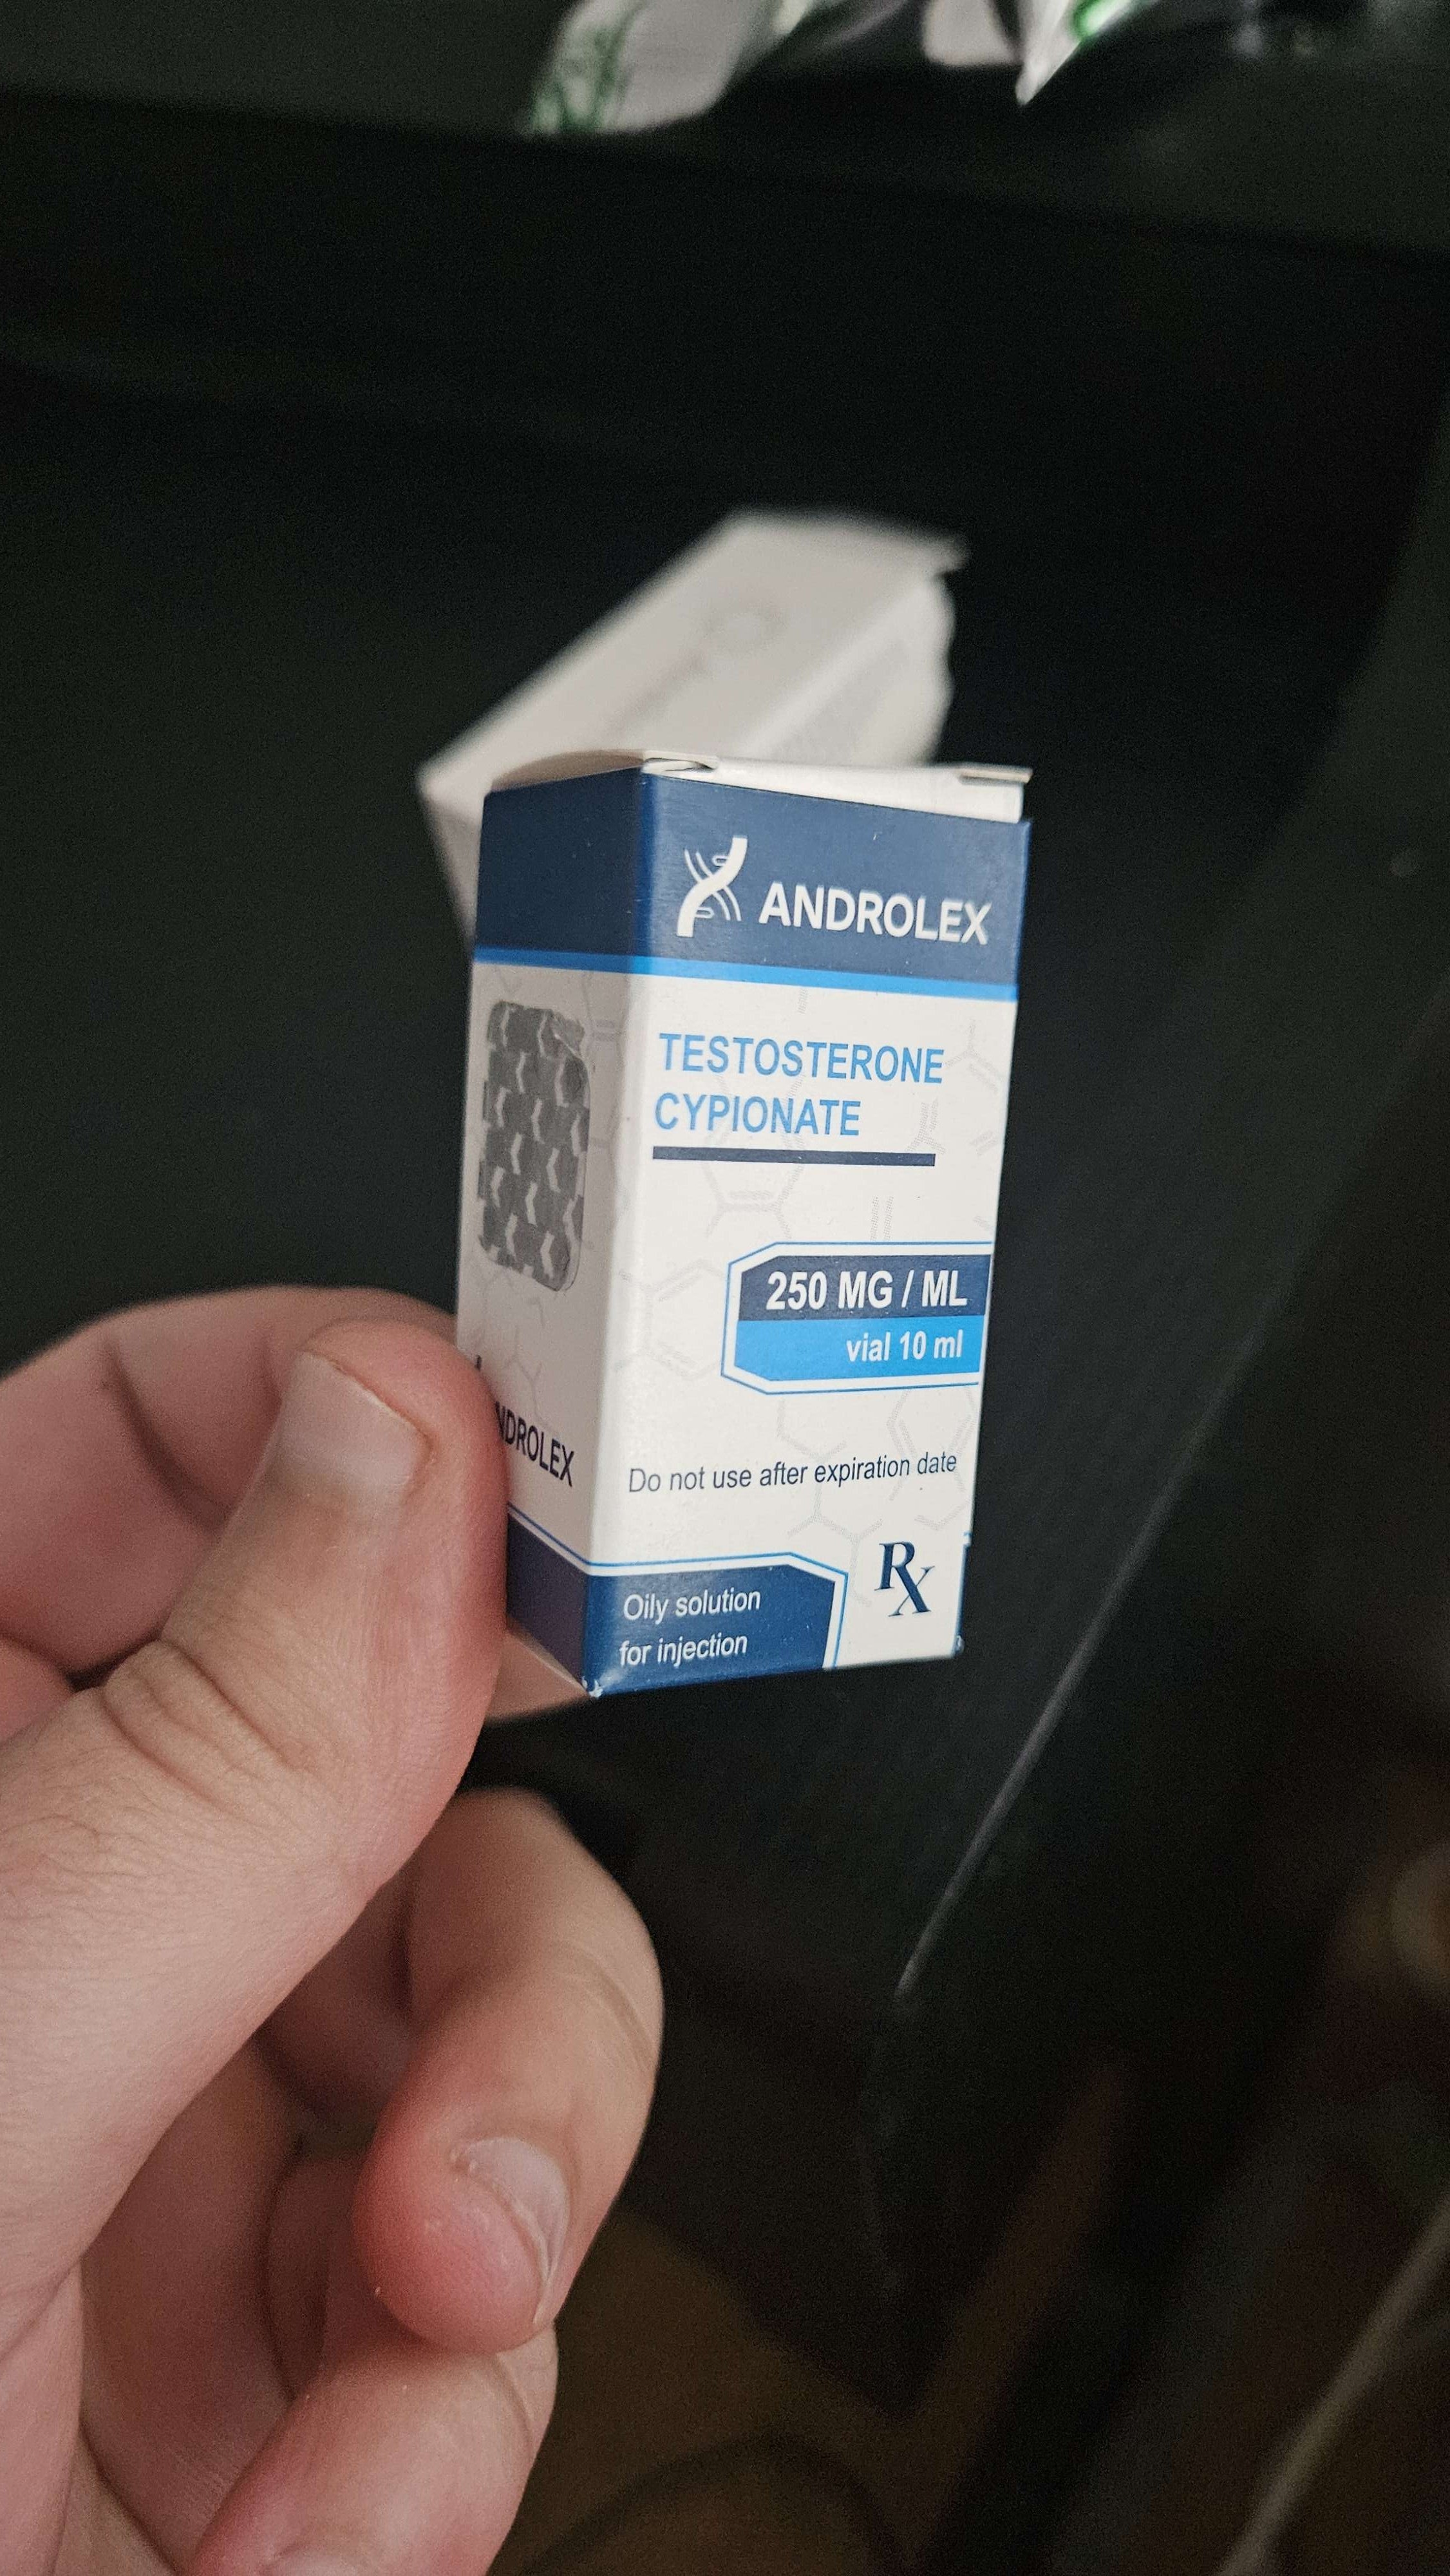 ANDROLEX
TESTOSTERONE
CYPIONATE
250 MG / ML
vial 10 ml
Do not use after expiration date
Rx
Oily solution
for injection
NDROLEX